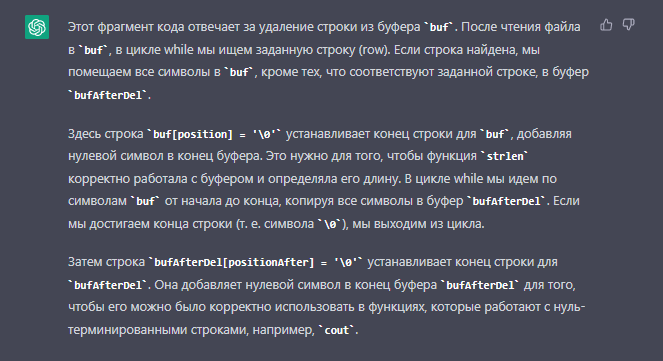 Этот фрагмент кода отвечает за удаление строки из буфера `buf`. После чтения файла
в `buf`, в цикле while мы ищем заданную строку (row). Если строка найдена, мы
помещаем все символы в `buf`, кроме тех, что соответствуют заданной строке, в буфер
`bufAfterDel`.
Здесь строка `buf[position] = '\0'` устанавливает конец строки для `buf`, добавляя
нулевой символ в конец буфера. Это нужно для того, чтобы функция `strlen`
корректно работала с буфером и определяла его длину. В цикле while мы идем по
символам `buf` от начала до конца, копируя все символы в буфер `bufAfterDel`. Если
мы достигаем конца строки (т. е. символа `\0`), мы выходим из цикла.
Затем строка `bufAfterDel[positionAfter] = '\0'` устанавливает конец строки для
`bufAfterDel`. Она добавляет нулевой символ в конец буфера `bufAfterDel` для того,
чтобы его можно было корректно использовать в функциях, которые работают с нуль-
терминированными строками, например, `cout`.